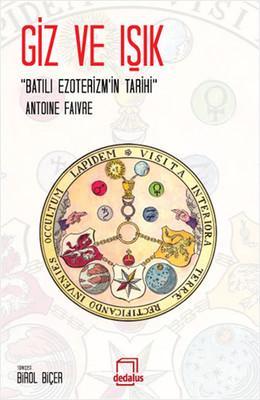 GİZ VE IŞIK
"BATILI EZOTERİZM'İN TARİHİ"
ANTOINE FAIVRE
VISITA INTERIORA TERRÆ RECTIFICANDO INVENIES OCCULTUM LAPIDEM
TÜRKÇESİ
BİROL BİÇER
dedalus